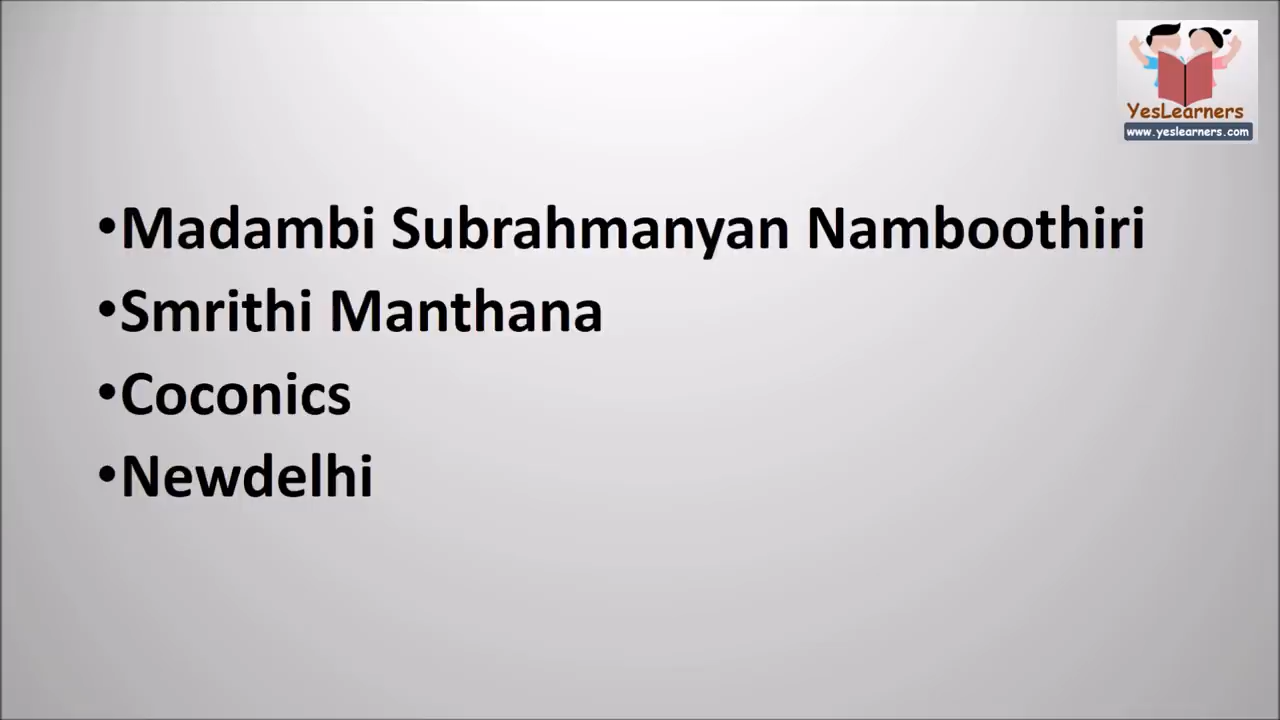 YesLearners
www.yeslearners.com
•Madambi Subrahmanyan Namboothiri
•Smrithi Manthana
•Coconics
•Newdelhi